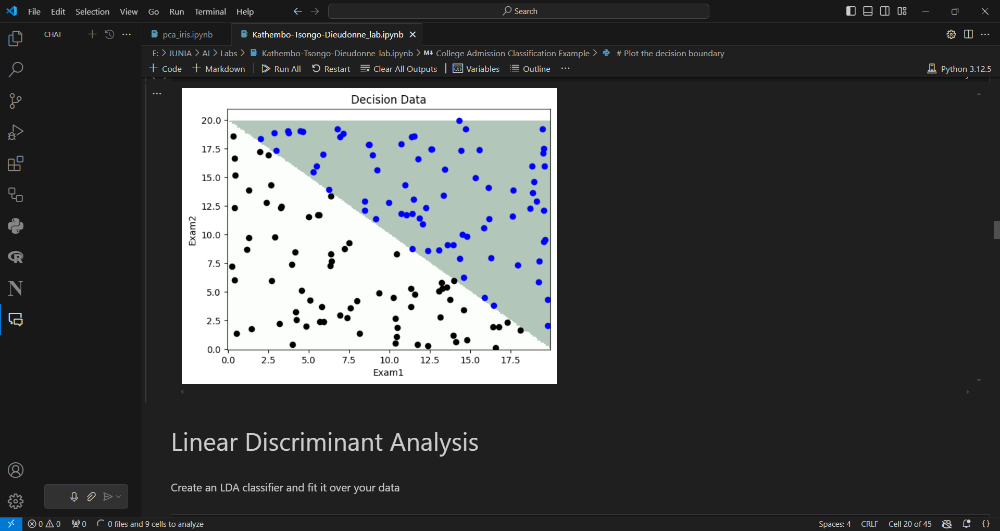 File Edit Selection View Go Run Terminal Help Search
CHAT
pca_iris.ipynb Kathembo-Tsongo-Dieudonne_lab.ipynb
E: > JUNIA > AI > Labs > Kathembo-Tsongo-Dieudonne_lab.ipynb > M↓ College Admission Classification Example > # Plot the decision boundary
+ Code + Markdown Run All Restart Clear All Outputs Variables Outline ... Python 3.12.5
Decision Data
20.0
17.5
15.0
12.5
10.0
7.5
5.0
2.5
0.0
Exam2
0.0 2.5 5.0 7.5 10.0 12.5 15.0 17.5
Exam1
Linear Discriminant Analysis
Create an LDA classifier and fit it over your data
0 0 0 0 files and 9 cells to analyze Spaces: 4 CRLF Cell 20 of 45